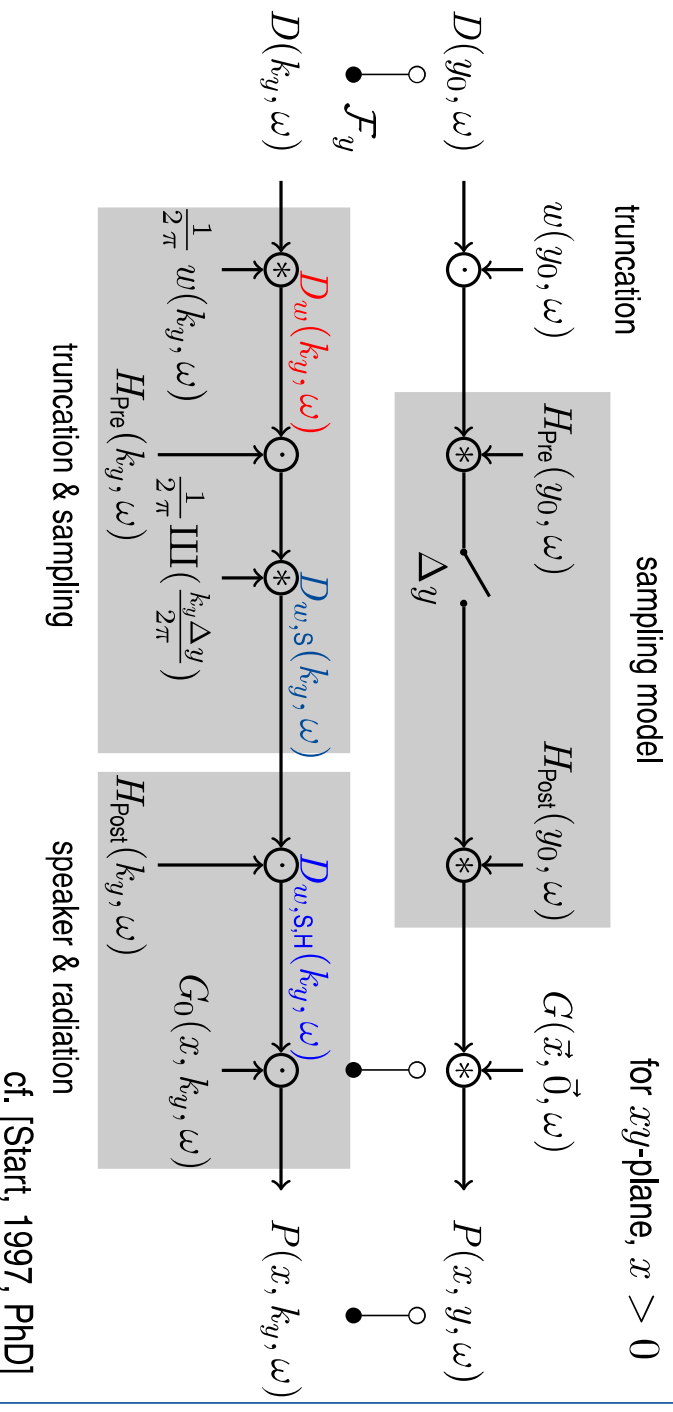 truncation
sampling model
for xy-plane, x > 0
w(y₀, ω)
H_Pre(y₀, ω)
H_Post(y₀, ω)
G(x⃗, 0⃗, ω)
D(y₀, ω)
Δy
P(x, y, ω)
ℱ_y
D_w(k_y, ω)
D_{w,S}(k_y, ω)
D_{w,S,H}(k_y, ω)
D(k_y, ω)
P(x, k_y, ω)
1/(2π) w(k_y, ω)
1/(2π) Ш(k_y Δy/(2π))
G₀(x, k_y, ω)
H_Pre(k_y, ω)
H_Post(k_y, ω)
truncation & sampling
speaker & radiation
cf. [Start, 1997, PhD]